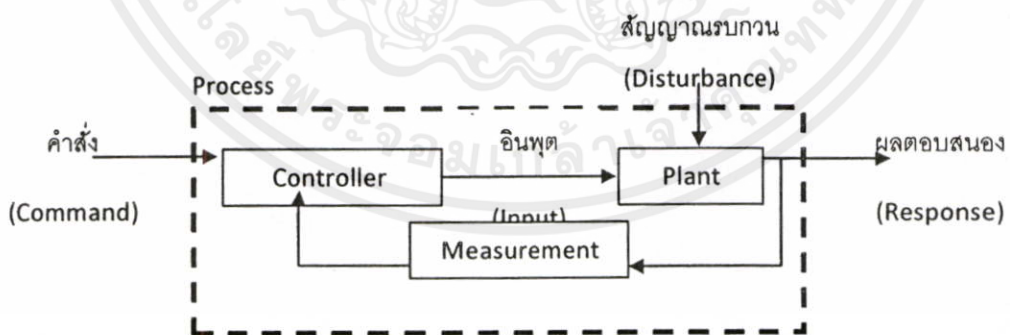 สัญญาณรบกวน
(Disturbance)
Process
คำสั่ง
(Command)
อินพุต
(Input)
Controller
Plant
Measurement
ผลตอบสนอง
(Response)